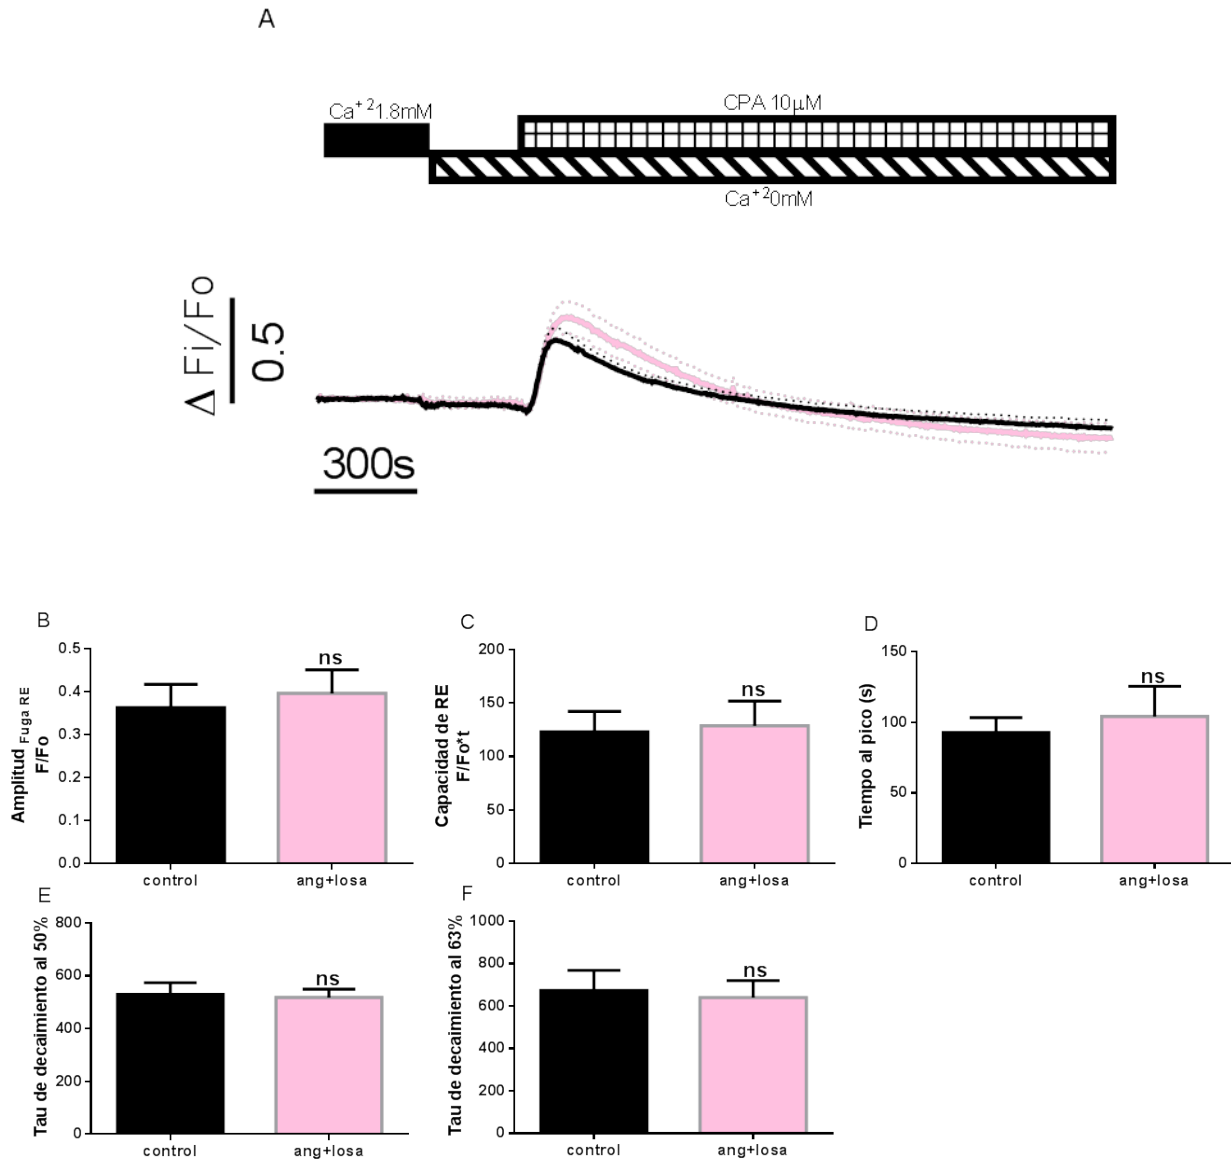 A
Ca+21.8mM
CPA 10µM
Ca+20mM
Δ Fi/Fo
0.5
300s
B
Amplitud Fuga RE
F/Fo
0.5
0.4
0.3
0.2
0.1
0.0
ns
control
ang+losa
C
Capacidad de RE
F/Fo*t
200
150
100
50
0
ns
control
ang+losa
D
Tiempo al pico (s)
150
100
50
0
ns
control
ang+losa
E
Tau de decaimiento al 50%
800
600
400
200
0
ns
control
ang+losa
F
Tau de decaimiento al 63%
1000
800
600
400
200
0
ns
control
ang+losa